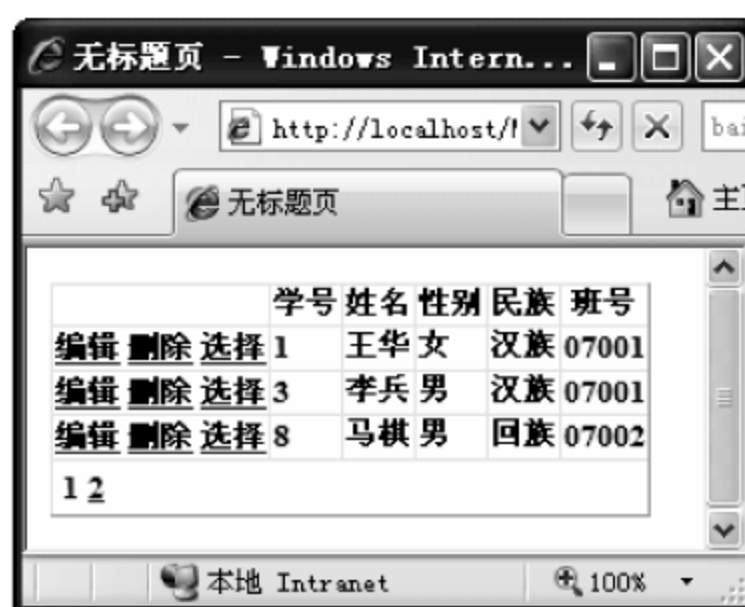 无标题页 - Windows Intern...
http://localhost/
无标题页
学号 姓名 性别 民族 班号
编辑 删除 选择 1 王华 女 汉族 07001
编辑 删除 选择 3 李兵 男 汉族 07001
编辑 删除 选择 8 马棋 男 回族 07002
1 2
本地 Intranet 100%